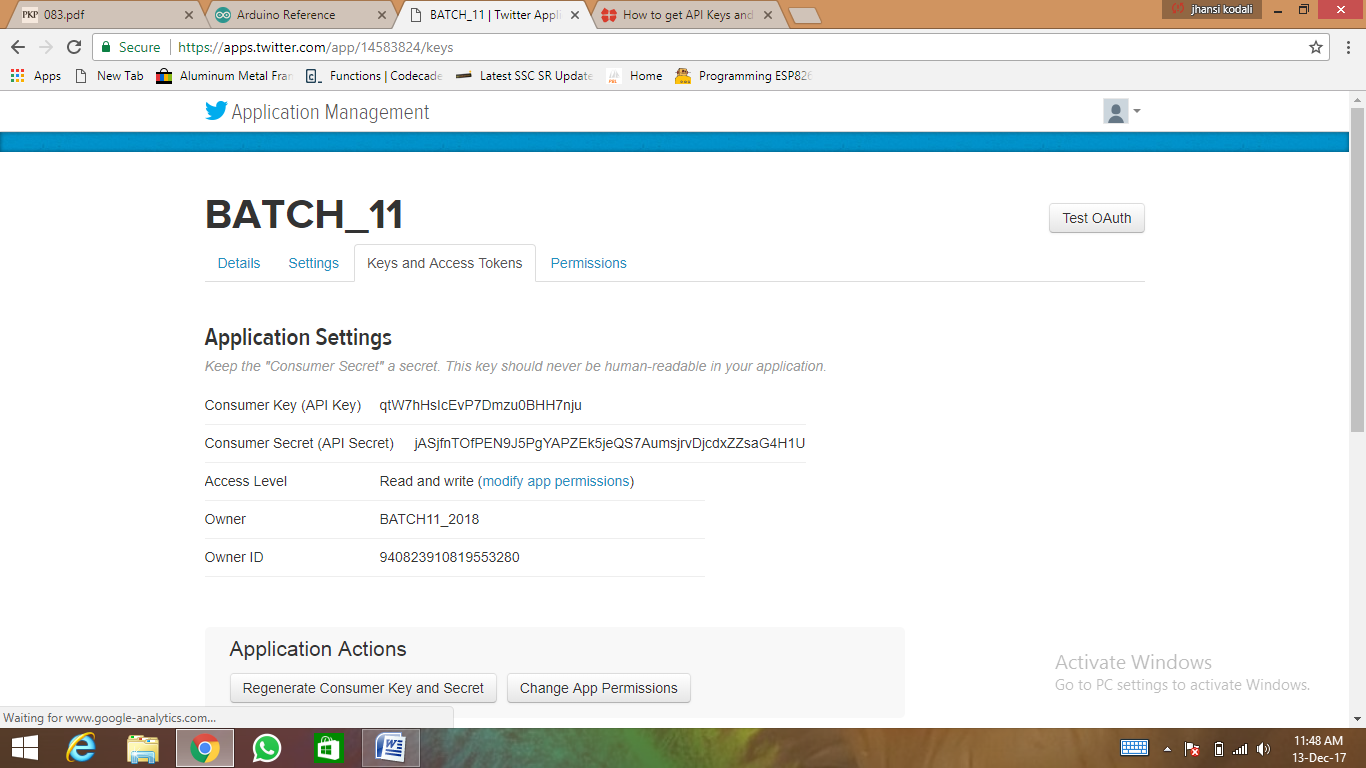 083.pdf
Arduino Reference
BATCH_11 | Twitter Appli
How to get API Keys and
jhansi kodali
Secure
https://apps.twitter.com/app/14583824/keys
Apps
New Tab
Aluminum Metal Fran
Functions | Codecade
Latest SSC SR Update
Home
Programming ESP826
Application Management
BATCH_11
Test OAuth
Details
Settings
Keys and Access Tokens
Permissions
Application Settings
Keep the "Consumer Secret" a secret. This key should never be human-readable in your application.
Consumer Key (API Key) qtW7hHsIcEvP7Dmzu0BHH7nju
Consumer Secret (API Secret) jASjfnTOfPEN9J5PgYAPZEk5jeQS7AumsjrvDjcdxZZsaG4H1U
Access Level Read and write (modify app permissions)
Owner BATCH11_2018
Owner ID 940823910819553280
Application Actions
Regenerate Consumer Key and Secret
Change App Permissions
Activate Windows
Go to PC settings to activate Windows.
Waiting for www.google-analytics.com...
11:48 AM
13-Dec-17